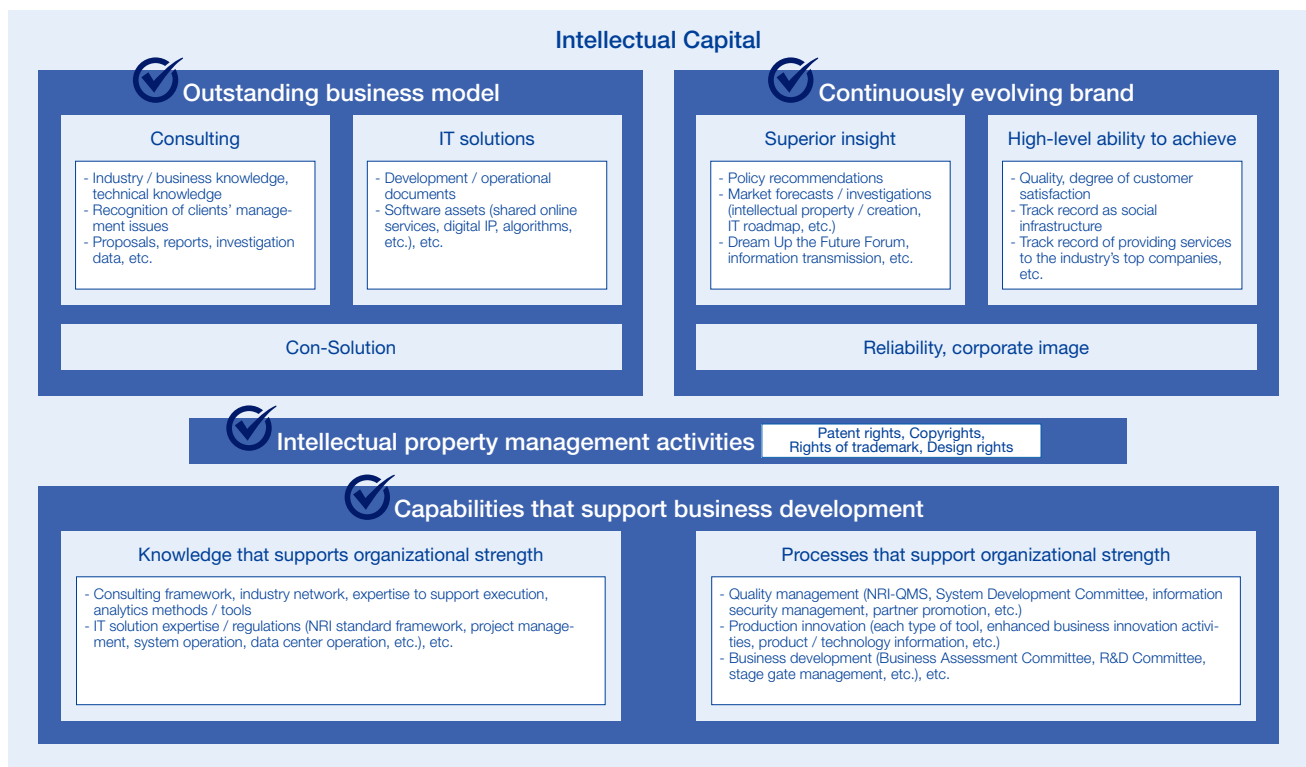 Intellectual Capital
Outstanding business model
Consulting
- Industry / business knowledge,
technical knowledge
- Recognition of clients' manage-
ment issues
- Proposals, reports, investigation
data, etc.
IT solutions
- Development / operational
documents
- Software assets (shared online
services, digital IP, algorithms,
etc.), etc.
Con-Solution
Continuously evolving brand
Superior insight
- Policy recommendations
- Market forecasts / investigations
(intellectual property / creation,
IT roadmap, etc.)
- Dream Up the Future Forum,
information transmission, etc.
High-level ability to achieve
- Quality, degree of customer
satisfaction
- Track record as social
infrastructure
- Track record of providing services
to the industry's top companies,
etc.
Reliability, corporate image
Intellectual property management activities
Patent rights, Copyrights,
Rights of trademark, Design rights
Capabilities that support business development
Knowledge that supports organizational strength
- Consulting framework, industry network, expertise to support execution,
analytics methods / tools
- IT solution expertise / regulations (NRI standard framework, project manage-
ment, system operation, data center operation, etc.), etc.
Processes that support organizational strength
- Quality management (NRI-QMS, System Development Committee, information
security management, partner promotion, etc.)
- Production innovation (each type of tool, enhanced business innovation activi-
ties, product / technology information, etc.)
- Business development (Business Assessment Committee, R&D Committee,
stage gate management, etc.), etc.